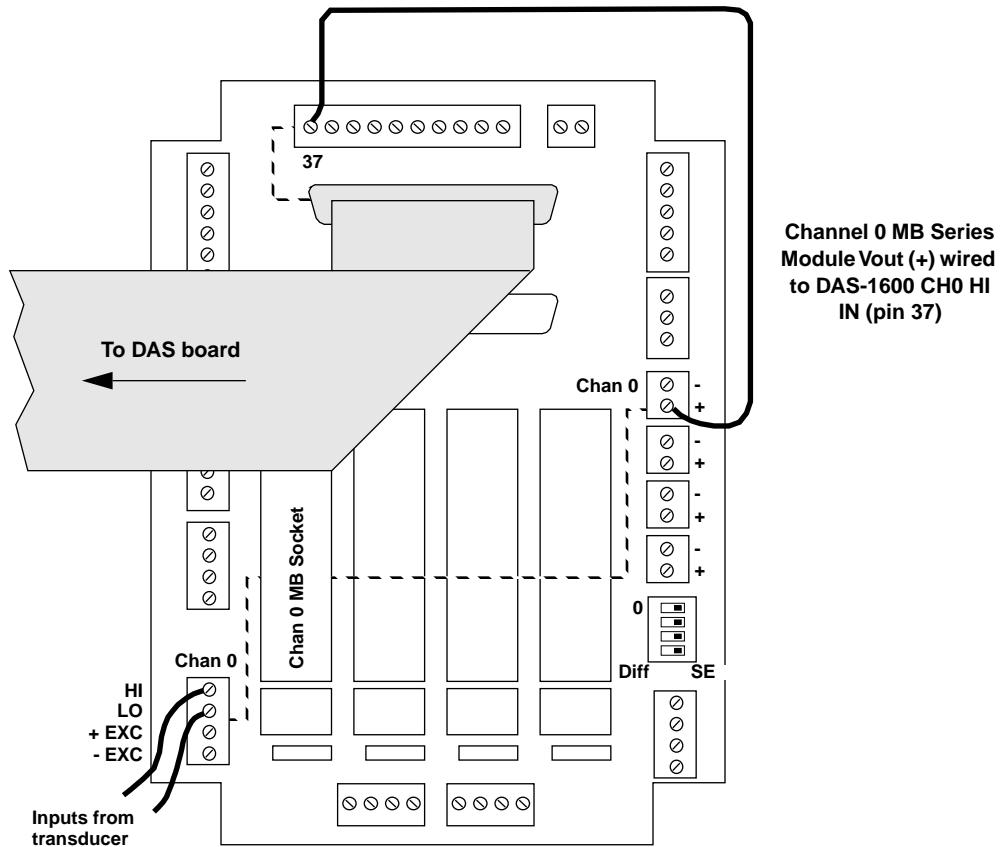 37
Channel 0 MB Series
Module Vout (+) wired
to DAS-1600 CH0 HI
IN (pin 37)
To DAS board
Chan 0
-
+
-
+
-
+
-
+
Chan 0 MB Socket
0
Diff
SE
Chan 0
HI
LO
+ EXC
- EXC
Inputs from
transducer